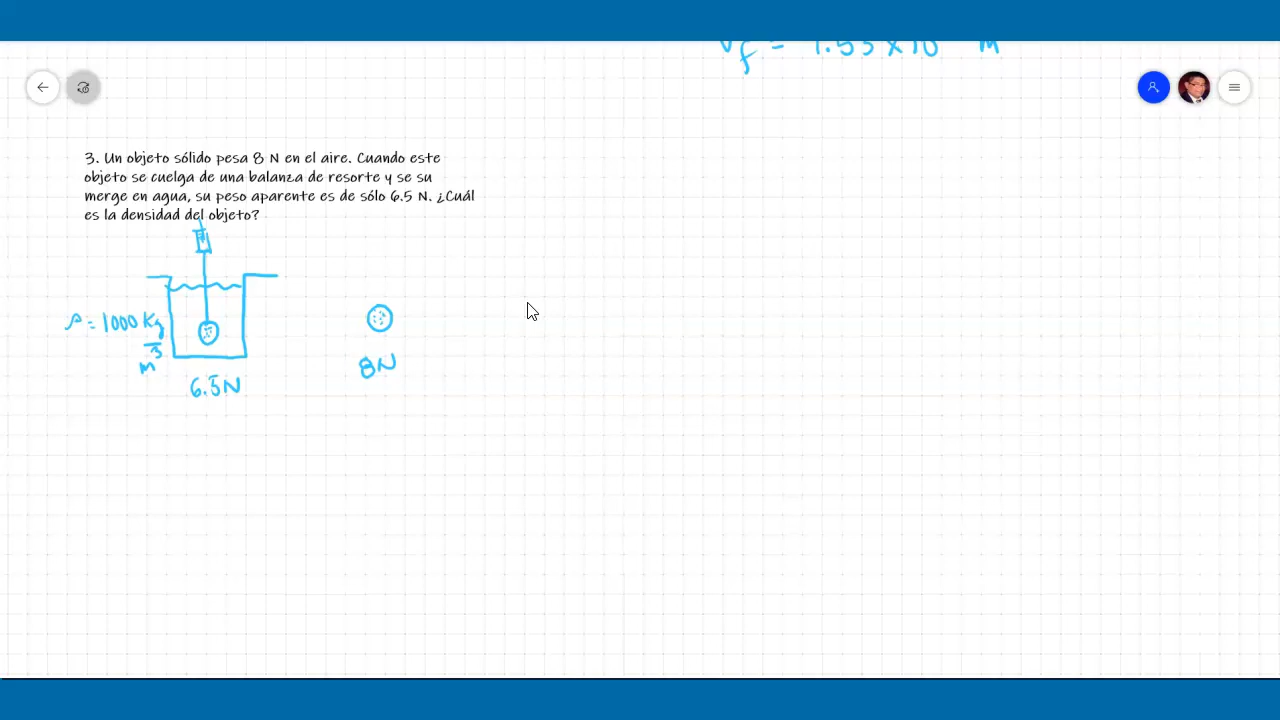 3. Un objeto sólido pesa 8 N en el aire. Cuando este
objeto se cuelga de una balanza de resorte y se su
merge en agua, su peso aparente es de sólo 6.5 N. ¿Cuál
es la densidad del objeto?
ρ = 1000 Kg
m³
6.5N
8N